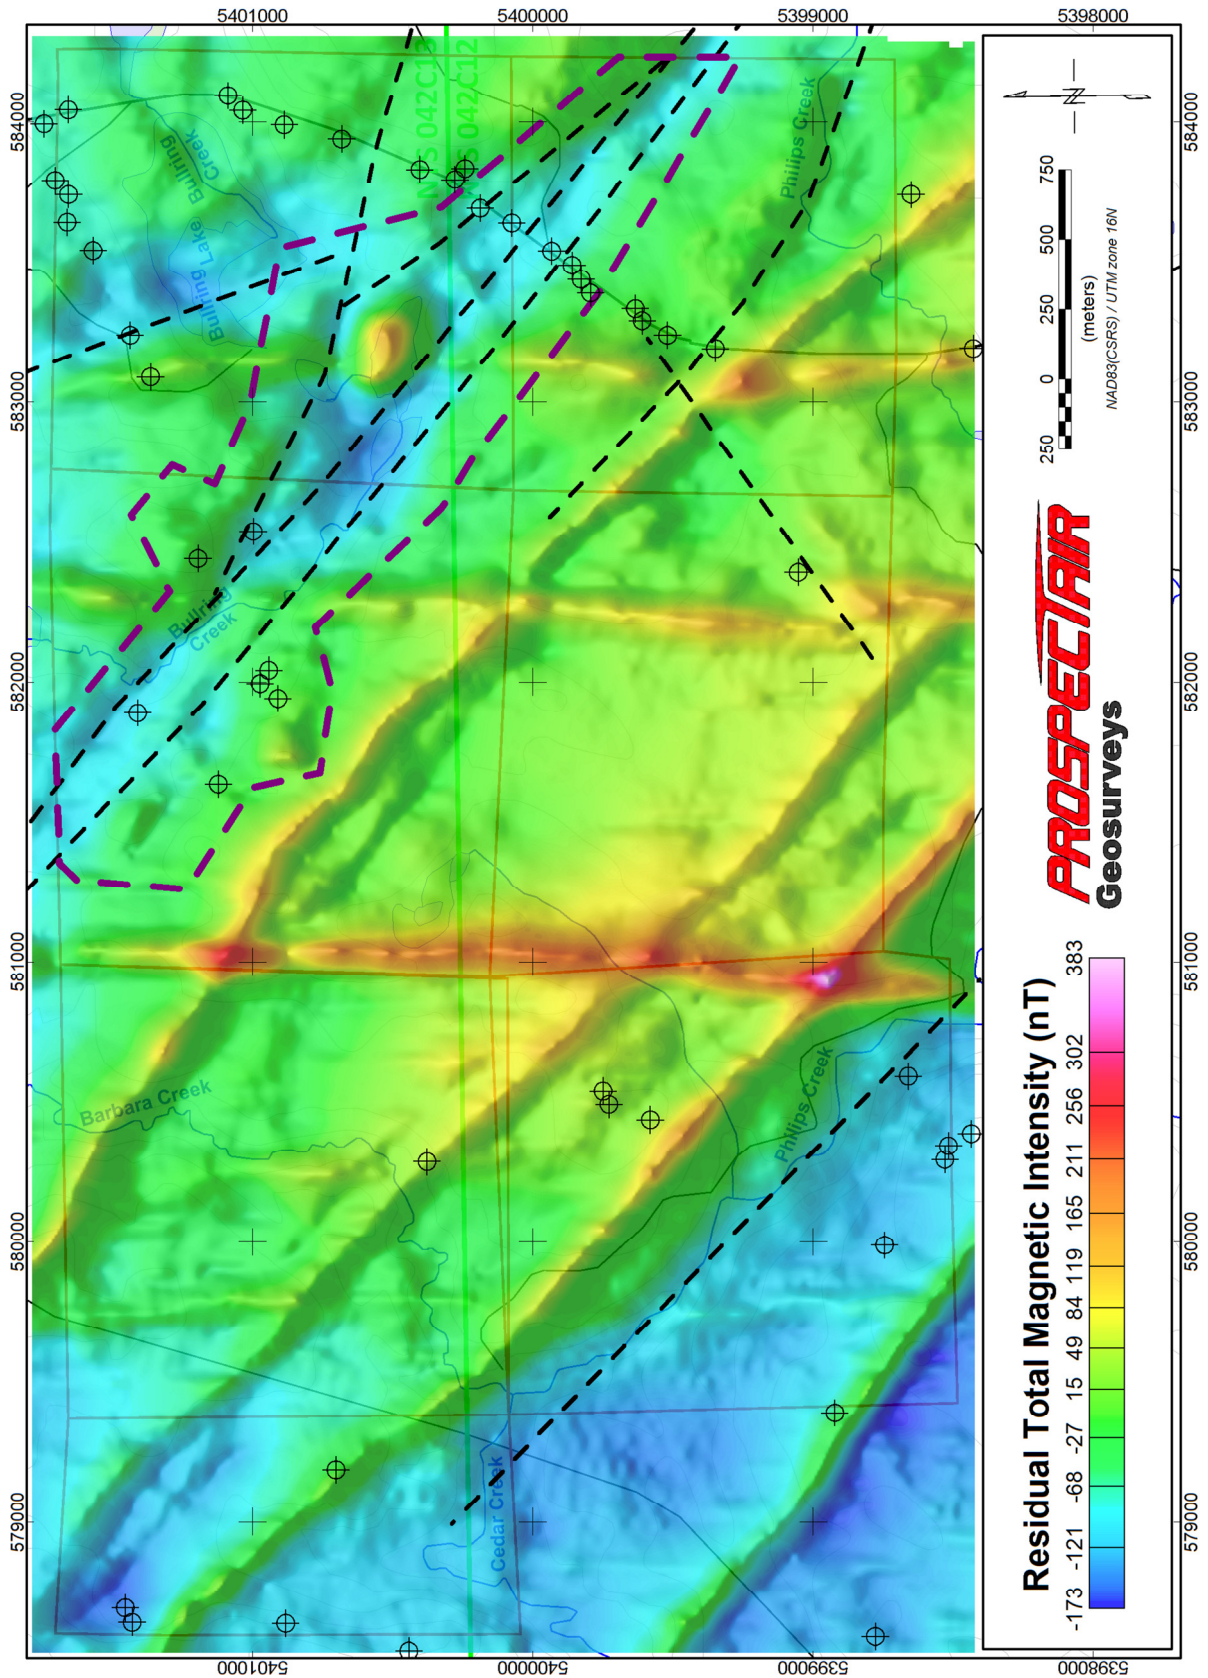 5401000
5400000
5399000
5398000
584000
583000
582000
581000
580000
579000
584000
583000
582000
581000
580000
579000
5401000
5400000
5399000
5398000
NTS 042C13
NTS 042C12
Bullring
Creek
Bullring Lake
Philips Creek
Bullring
Creek
Barbara Creek
Philips Creek
Cedar Creek
Residual Total Magnetic Intensity (nT)
-173 -121 -68 -27 15 49 84 119 165 211 256 302 383
PROSPECTAIR
Geosurveys
250 0 250 500 750
(meters)
NAD83(CSRS) / UTM zone 16N
N